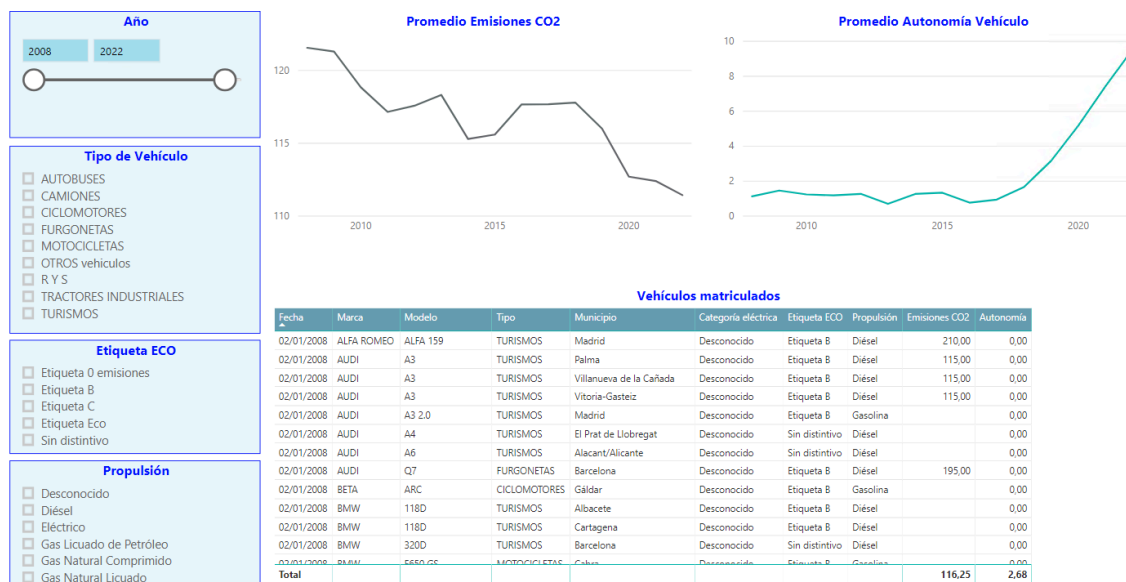 Año
2008 2022
Tipo de Vehículo
AUTOBUSES
CAMIONES
CICLOMOTORES
FURGONETAS
MOTOCICLETAS
OTROS vehiculos
R Y S
TRACTORES INDUSTRIALES
TURISMOS
Etiqueta ECO
Etiqueta 0 emisiones
Etiqueta B
Etiqueta C
Etiqueta Eco
Sin distintivo
Propulsión
Desconocido
Diésel
Eléctrico
Gas Licuado de Petróleo
Gas Natural Comprimido
Gas Natural Licuado
Promedio Emisiones CO2
120
115
110
2010 2015 2020
Promedio Autonomía Vehículo
10
8
6
4
2
0
2010 2015 2020
Vehículos matriculados
Fecha Marca Modelo Tipo Municipio Categoría eléctrica Etiqueta ECO Propulsión Emisiones CO2 Autonomía
02/01/2008 ALFA ROMEO ALFA 159 TURISMOS Madrid Desconocido Etiqueta B Diésel 210,00 0,00
02/01/2008 AUDI A3 TURISMOS Palma Desconocido Etiqueta B Diésel 115,00 0,00
02/01/2008 AUDI A3 TURISMOS Villanueva de la Cañada Desconocido Etiqueta B Diésel 115,00 0,00
02/01/2008 AUDI A3 TURISMOS Vitoria-Gasteiz Desconocido Etiqueta B Diésel 115,00 0,00
02/01/2008 AUDI A3 2.0 TURISMOS Madrid Desconocido Etiqueta B Gasolina 0,00
02/01/2008 AUDI A4 TURISMOS El Prat de Llobregat Desconocido Sin distintivo Diésel 0,00
02/01/2008 AUDI A6 TURISMOS Alacant/Alicante Desconocido Sin distintivo Diésel 0,00
02/01/2008 AUDI Q7 FURGONETAS Barcelona Desconocido Etiqueta B Diésel 195,00 0,00
02/01/2008 BETA ARC CICLOMOTORES Gáldar Desconocido Etiqueta B Gasolina 0,00
02/01/2008 BMW 118D TURISMOS Albacete Desconocido Etiqueta B Diésel 0,00
02/01/2008 BMW 118D TURISMOS Cartagena Desconocido Etiqueta B Diésel 0,00
02/01/2008 BMW 320D TURISMOS Barcelona Desconocido Sin distintivo Diésel 0,00
02/01/2008 BMW F650 GS MOTOCICLETAS Cabra Desconocido Etiqueta B Gasolina 0,00
Total 116,25 2,68